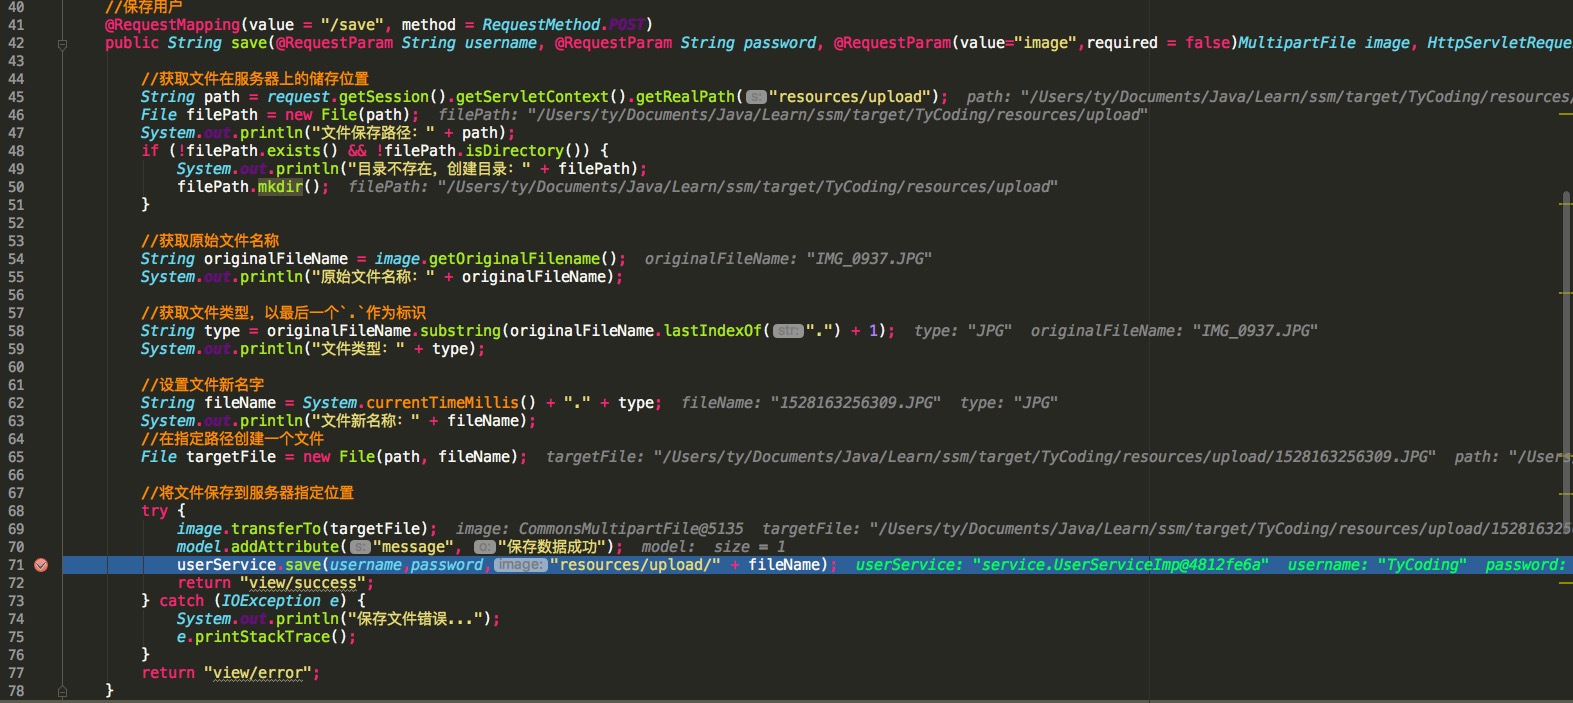 40 //保存用户
41 @RequestMapping(value = "/save", method = RequestMethod.POST)
42 public String save(@RequestParam String username, @RequestParam String password, @RequestParam(value="image",required = false)MultipartFile image, HttpServletReque
43
44 //获取文件在服务器上的储存位置
45 String path = request.getSession().getServletContext().getRealPath( s: "resources/upload"); path: "/Users/ty/Documents/Java/Learn/ssm/target/TyCoding/resources/
46 File filePath = new File(path); filePath: "/Users/ty/Documents/Java/Learn/ssm/target/TyCoding/resources/upload"
47 System.out.println("文件保存路径：" + path);
48 if (!filePath.exists() && !filePath.isDirectory()) {
49 System.out.println("目录不存在，创建目录：" + filePath);
50 filePath.mkdir(); filePath: "/Users/ty/Documents/Java/Learn/ssm/target/TyCoding/resources/upload"
51 }
52
53 //获取原始文件名称
54 String originalFileName = image.getOriginalFilename(); originalFileName: "IMG_0937.JPG"
55 System.out.println("原始文件名称：" + originalFileName);
56
57 //获取文件类型，以最后一个`.`作为标识
58 String type = originalFileName.substring(originalFileName.lastIndexOf( str: ".") + 1); type: "JPG" originalFileName: "IMG_0937.JPG"
59 System.out.println("文件类型：" + type);
60
61 //设置文件新名字
62 String fileName = System.currentTimeMillis() + "." + type; fileName: "1528163256309.JPG" type: "JPG"
63 System.out.println("文件新名称：" + fileName);
64 //在指定路径创建一个文件
65 File targetFile = new File(path, fileName); targetFile: "/Users/ty/Documents/Java/Learn/ssm/target/TyCoding/resources/upload/1528163256309.JPG" path: "/Users
66
67 //将文件保存到服务器指定位置
68 try {
69 image.transferTo(targetFile); image: CommonsMultipartFile@5135 targetFile: "/Users/ty/Documents/Java/Learn/ssm/target/TyCoding/resources/upload/15281632563
70 model.addAttribute( s: "message", o: "保存数据成功"); model: size = 1
71 userService.save(username,password, image: "resources/upload/" + fileName); userService: "service.UserServiceImp@4812fe6a" username: "TyCoding" password:
72 return "view/success";
73 } catch (IOException e) {
74 System.out.println("保存文件错误...");
75 e.printStackTrace();
76 }
77 return "view/error";
78 }